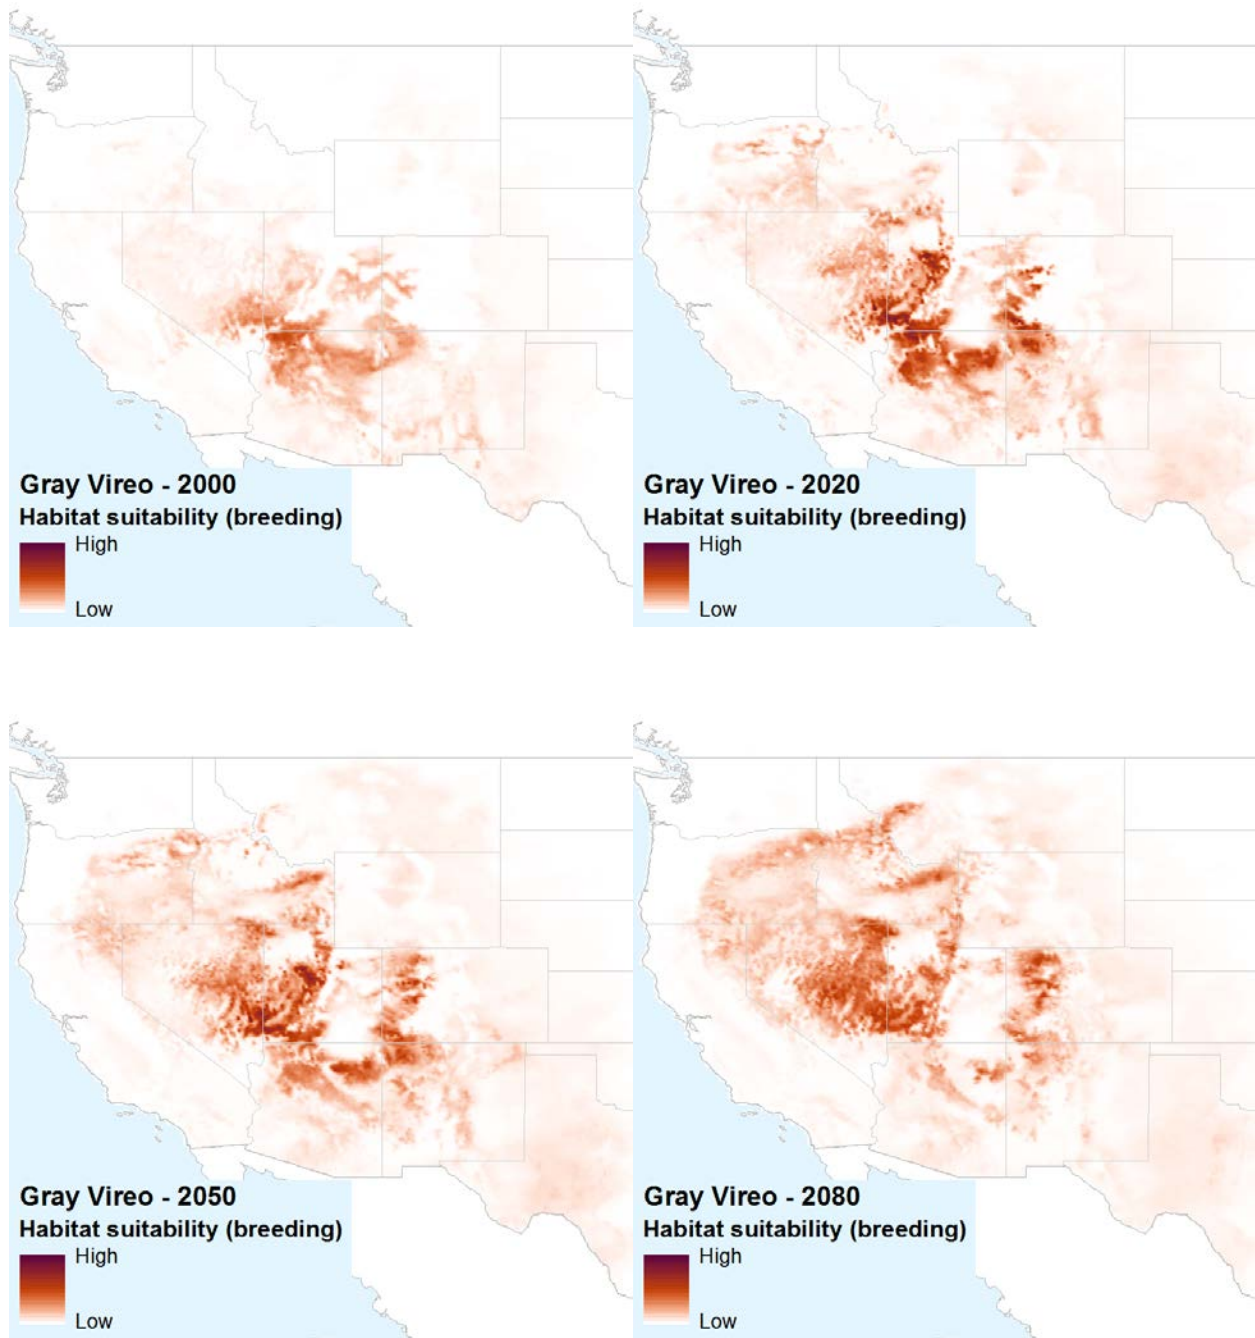 Gray Vireo - 2000
Habitat suitability (breeding)
High
Low
Gray Vireo - 2020
Habitat suitability (breeding)
High
Low
Gray Vireo - 2050
Habitat suitability (breeding)
High
Low
Gray Vireo - 2080
Habitat suitability (breeding)
High
Low